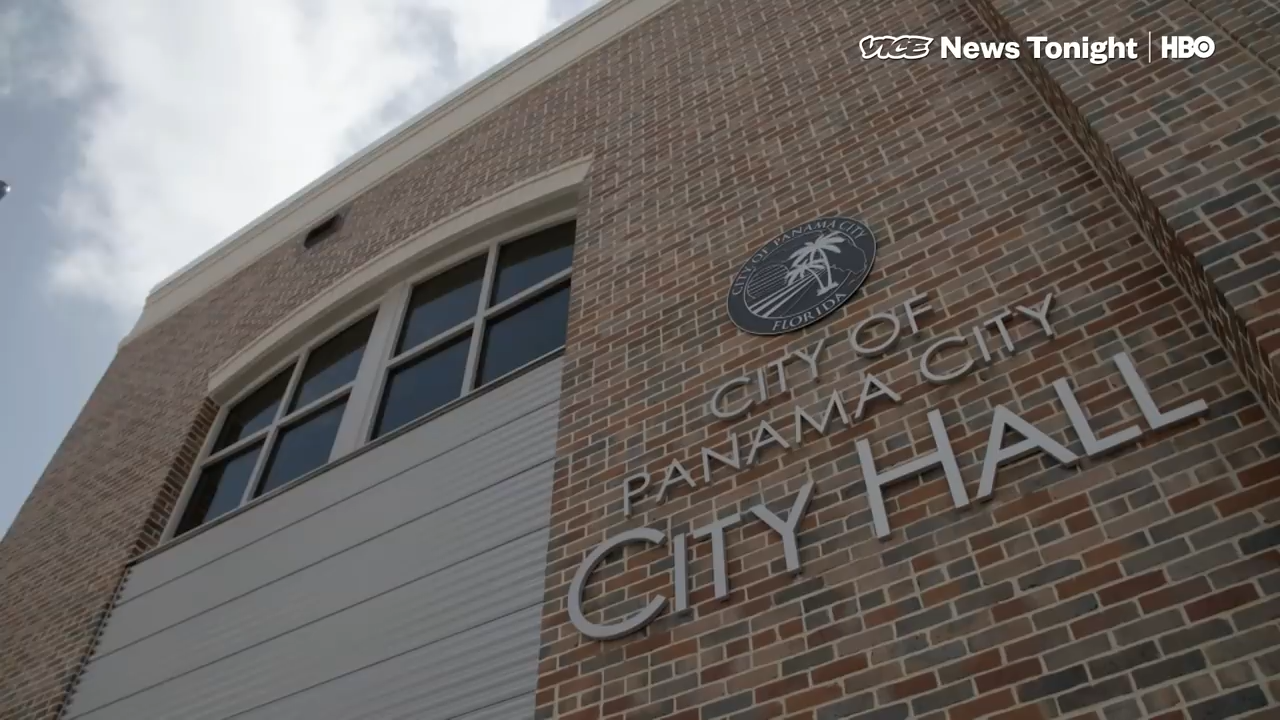 VICE News Tonight | HBO
CITY OF PANAMA CITY
FLORIDA
CITY OF
PANAMA CITY
CITY HALL